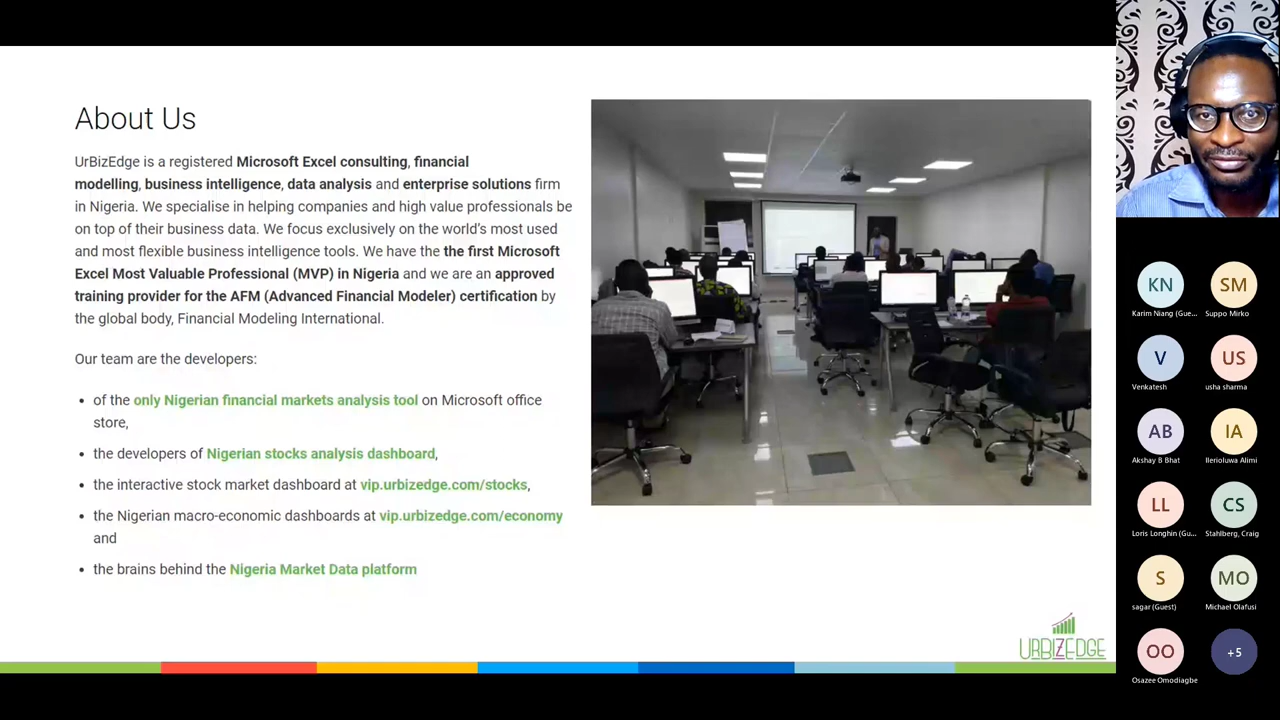 About Us
UrBizEdge is a registered Microsoft Excel consulting, financial
modelling, business intelligence, data analysis and enterprise solutions firm
in Nigeria. We specialise in helping companies and high value professionals be
on top of their business data. We focus exclusively on the world's most used
and most flexible business intelligence tools. We have the the first Microsoft
Excel Most Valuable Professional (MVP) in Nigeria and we are an approved
training provider for the AFM (Advanced Financial Modeler) certification by
the global body, Financial Modeling International.
Our team are the developers:
• of the only Nigerian financial markets analysis tool on Microsoft office
store,
• the developers of Nigerian stocks analysis dashboard,
• the interactive stock market dashboard at vip.urbizedge.com/stocks,
• the Nigerian macro-economic dashboards at vip.urbizedge.com/economy
and
• the brains behind the Nigeria Market Data platform
URBIZEDGE
KN
Karim Niang (Gue...
SM
Suppo Mirko
V
Venkatesh
US
usha sharma
AB
Akshay B Bhat
IA
Ilerioluwa Alimi
LL
Loris Longhin (Gu...
CS
Stahlberg, Craig
S
sagar (Guest)
MO
Michael Olafusi
OO
Osazee Omodiagbe
+5